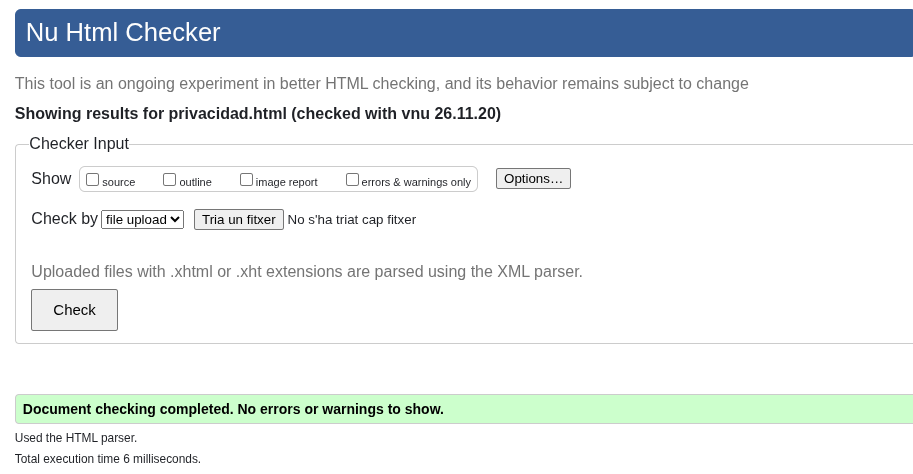 Nu Html Checker
This tool is an ongoing experiment in better HTML checking, and its behavior remains subject to change
Showing results for privacidad.html (checked with vnu 26.11.20)
Checker Input
Show source outline image report errors & warnings only Options…
Check by file upload Tria un fitxer No s'ha triat cap fitxer
Uploaded files with .xhtml or .xht extensions are parsed using the XML parser.
Check
Document checking completed. No errors or warnings to show.
Used the HTML parser.
Total execution time 6 milliseconds.